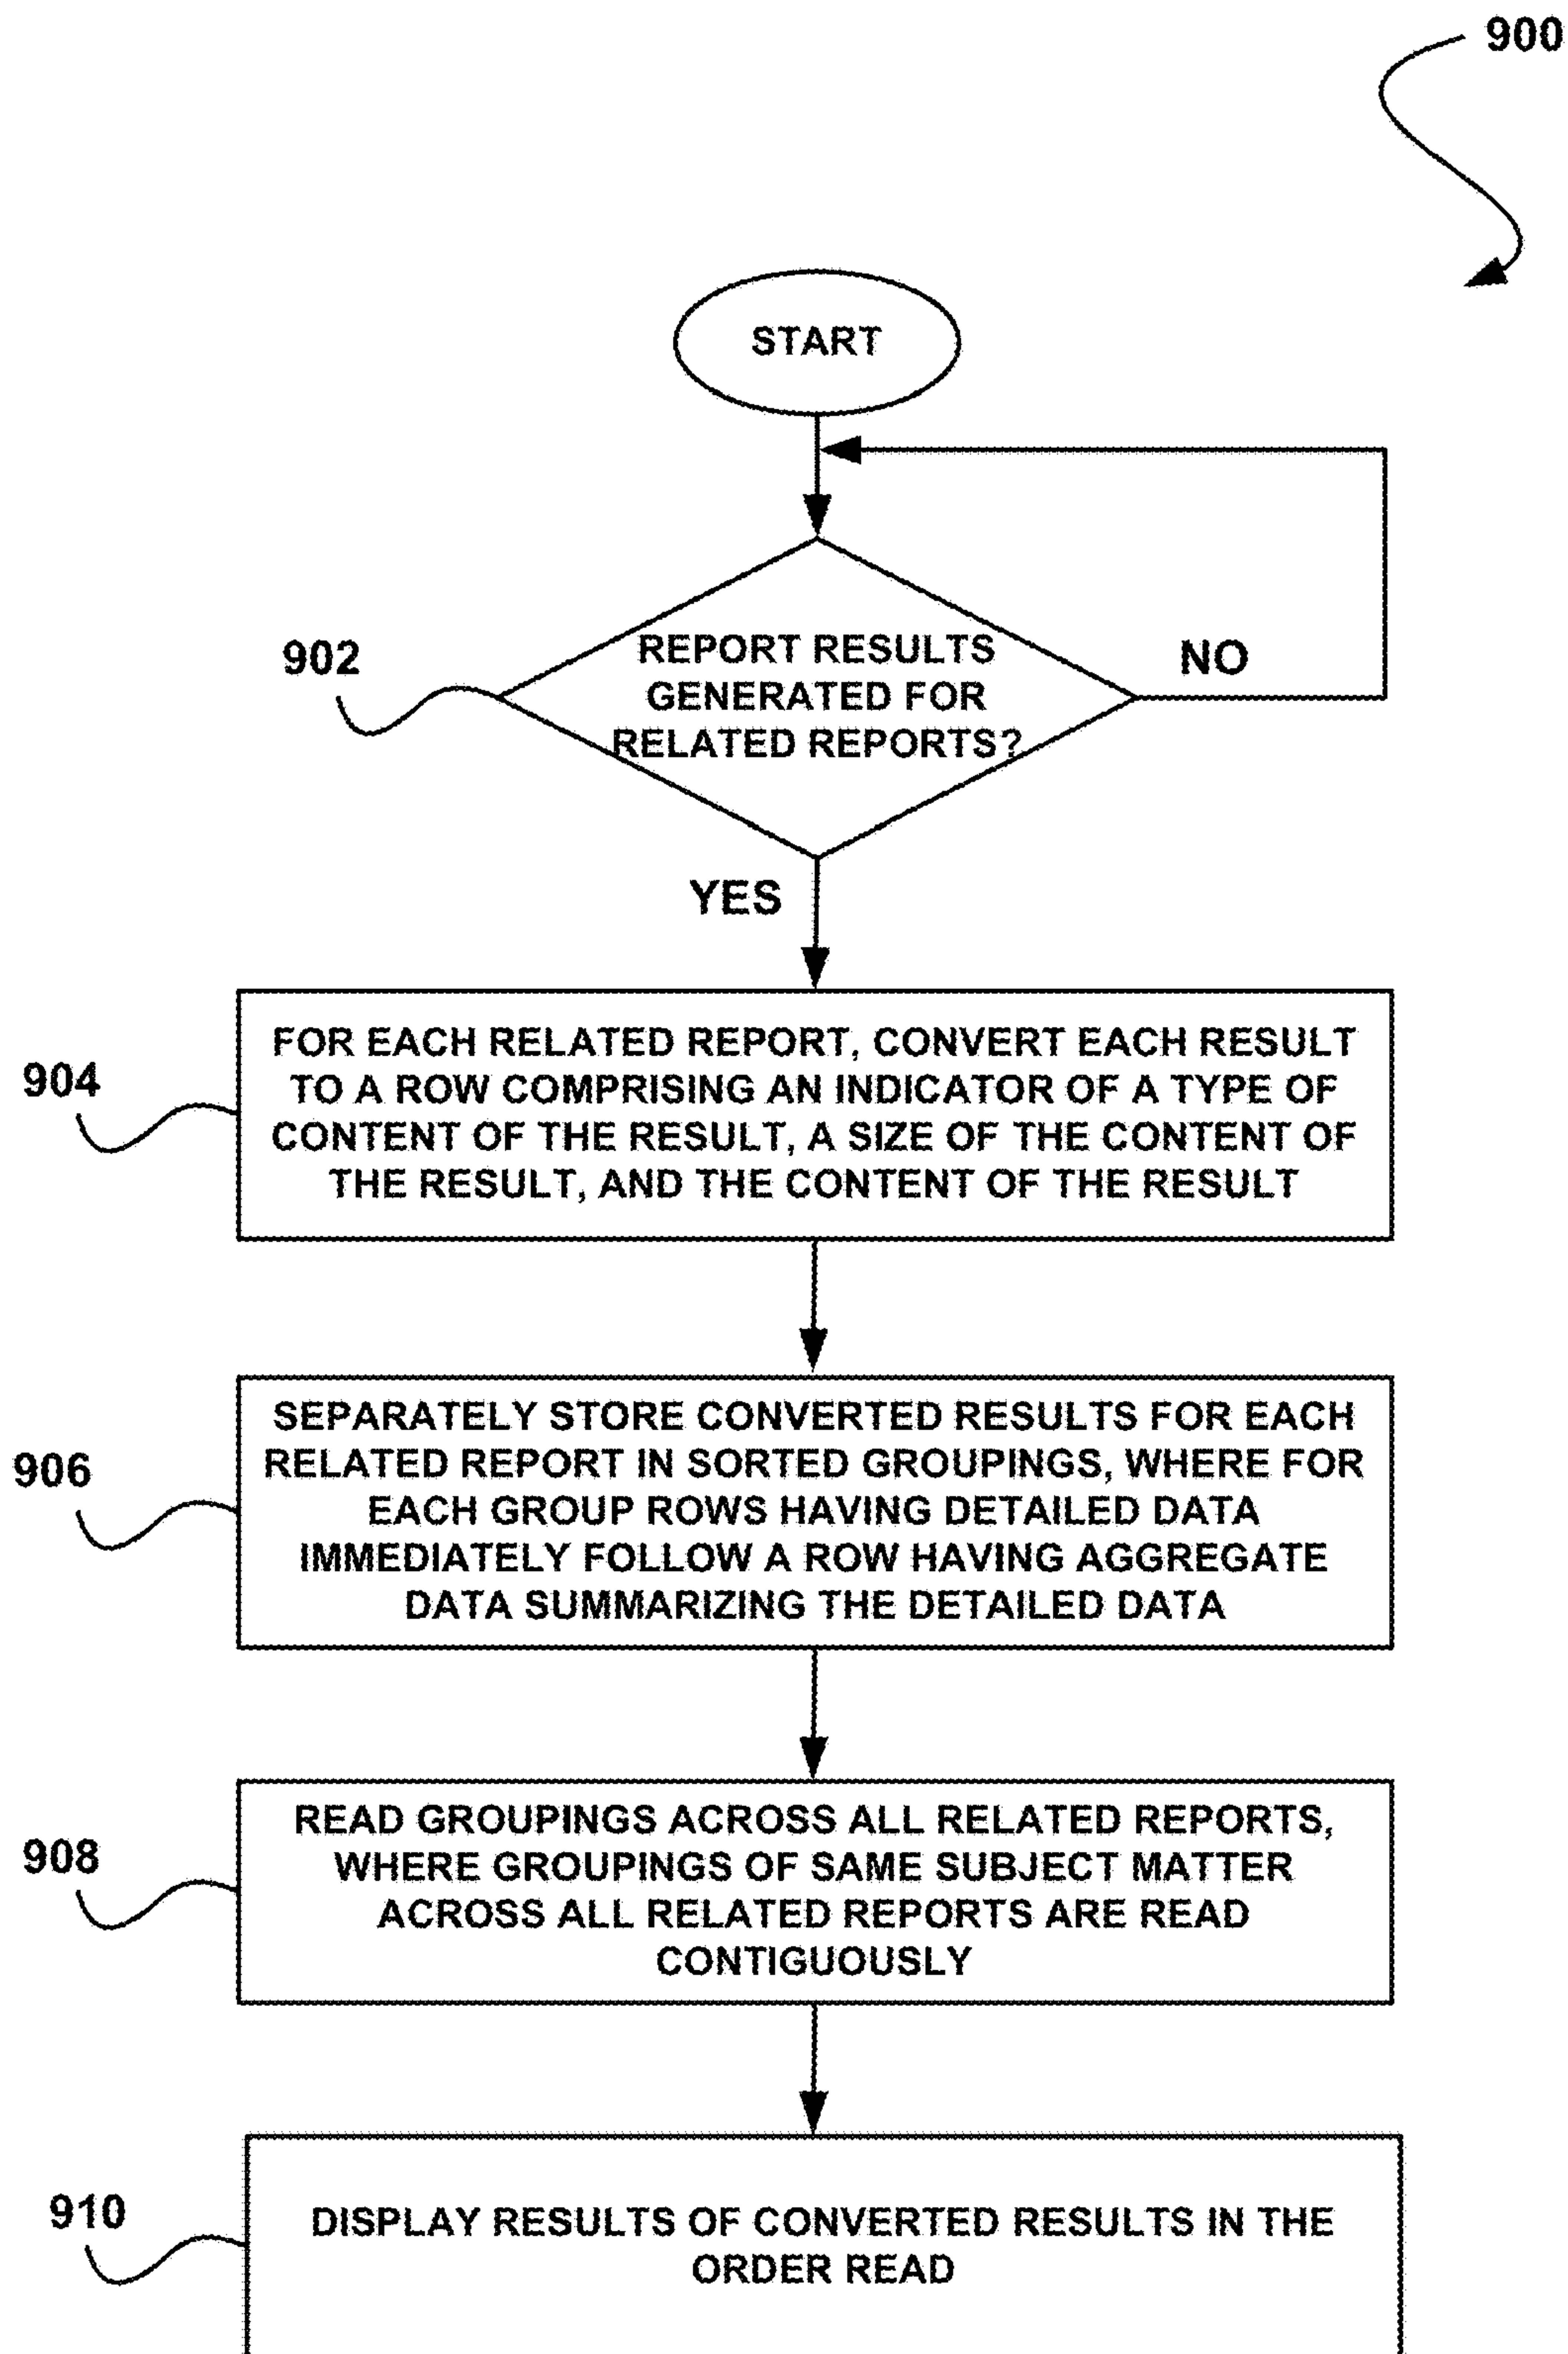 900
START
902
REPORT RESULTS
GENERATED FOR
RELATED REPORTS?
NO
YES
904
FOR EACH RELATED REPORT, CONVERT EACH RESULT
TO A ROW COMPRISING AN INDICATOR OF A TYPE OF
CONTENT OF THE RESULT, A SIZE OF THE CONTENT OF
THE RESULT, AND THE CONTENT OF THE RESULT
906
SEPARATELY STORE CONVERTED RESULTS FOR EACH
RELATED REPORT IN SORTED GROUPINGS, WHERE FOR
EACH GROUP ROWS HAVING DETAILED DATA
IMMEDIATELY FOLLOW A ROW HAVING AGGREGATE
DATA SUMMARIZING THE DETAILED DATA
908
READ GROUPINGS ACROSS ALL RELATED REPORTS,
WHERE GROUPINGS OF SAME SUBJECT MATTER
ACROSS ALL RELATED REPORTS ARE READ
CONTIGUOUSLY
910
DISPLAY RESULTS OF CONVERTED RESULTS IN THE
ORDER READ